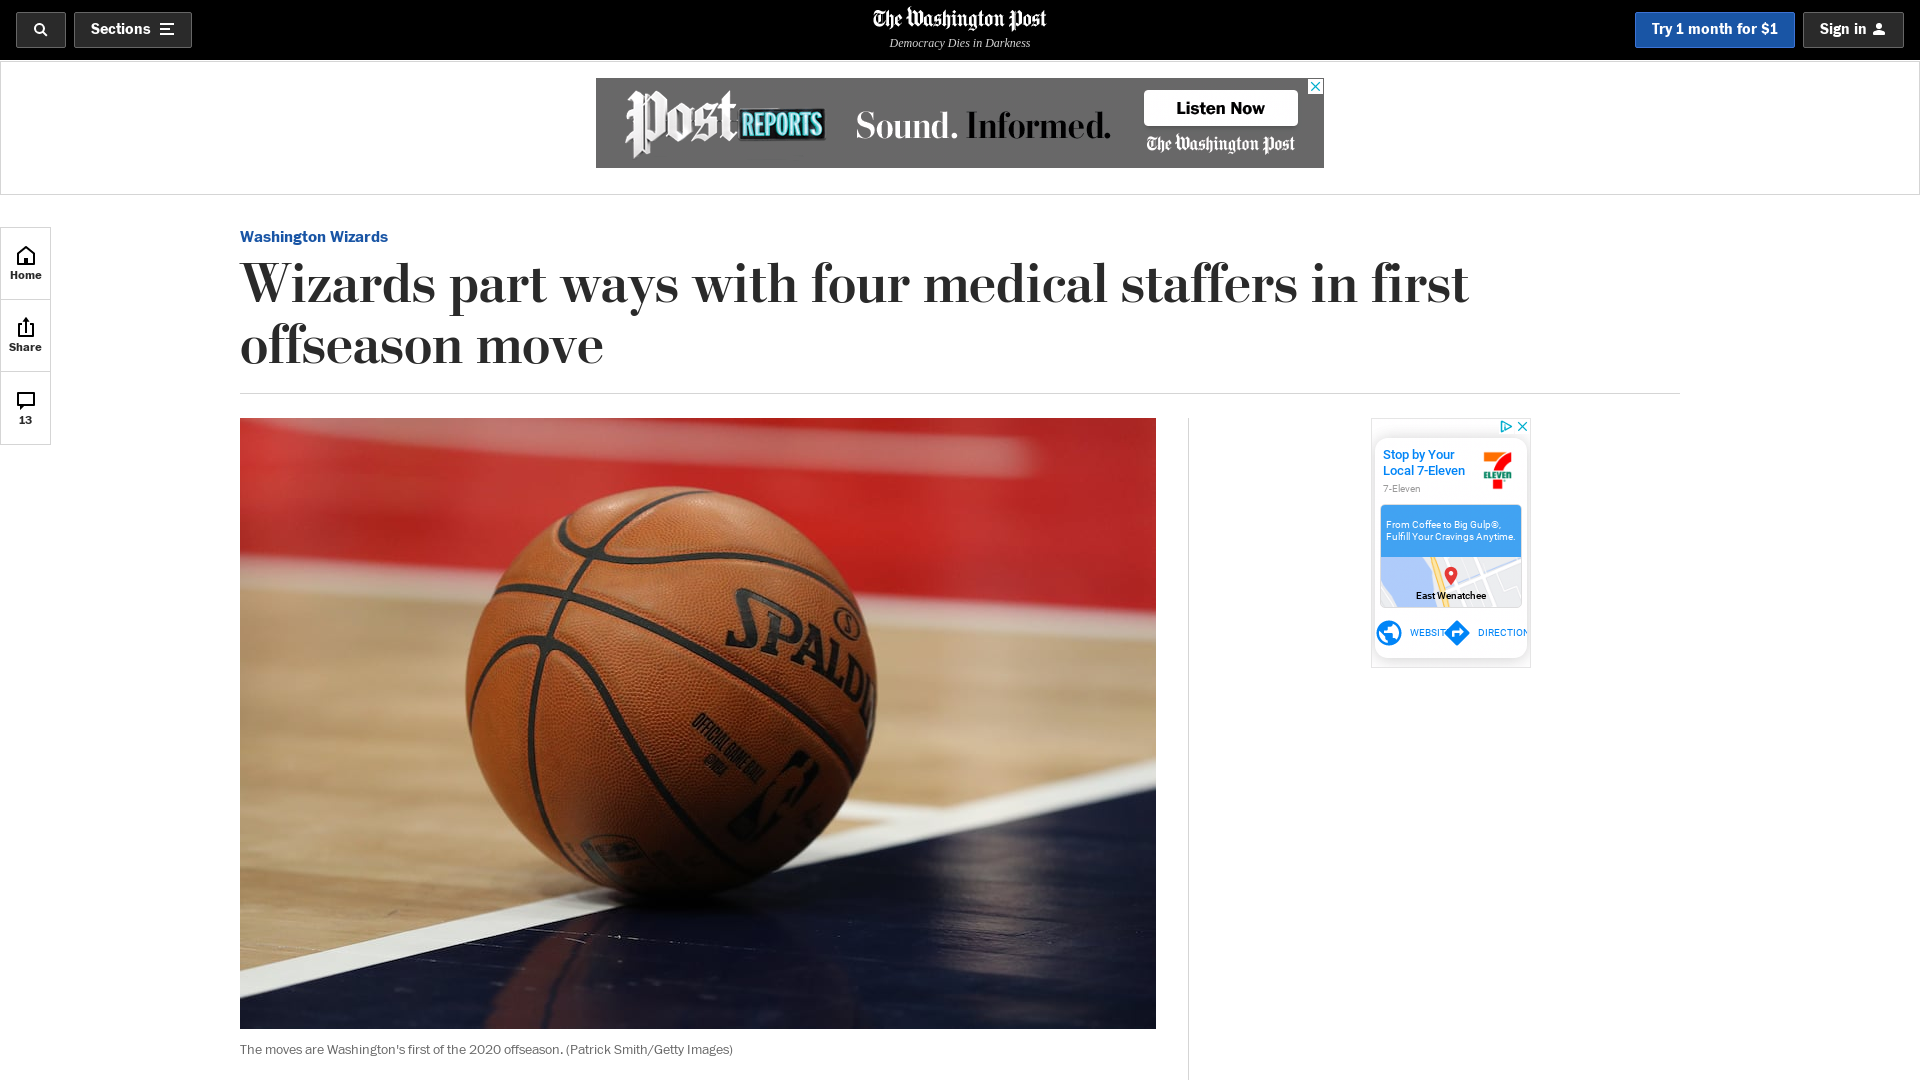 Sections
The Washington Post
Democracy Dies in Darkness
Try 1 month for $1
Sign in
Post REPORTS
Sound. Informed.
Listen Now
The Washington Post
Home
Share
13
Washington Wizards
Wizards part ways with four medical staffers in first
offseason move
SPALD
OFFICIAL GAME BALL
@NBA
Stop by Your
Local 7-Eleven
7-Eleven
7
ELEVEN
From Coffee to Big Gulp®,
Fulfill Your Cravings Anytime.
East Wenatchee
WEBSIT
DIRECTION
The moves are Washington's first of the 2020 offseason. (Patrick Smith/Getty Images)